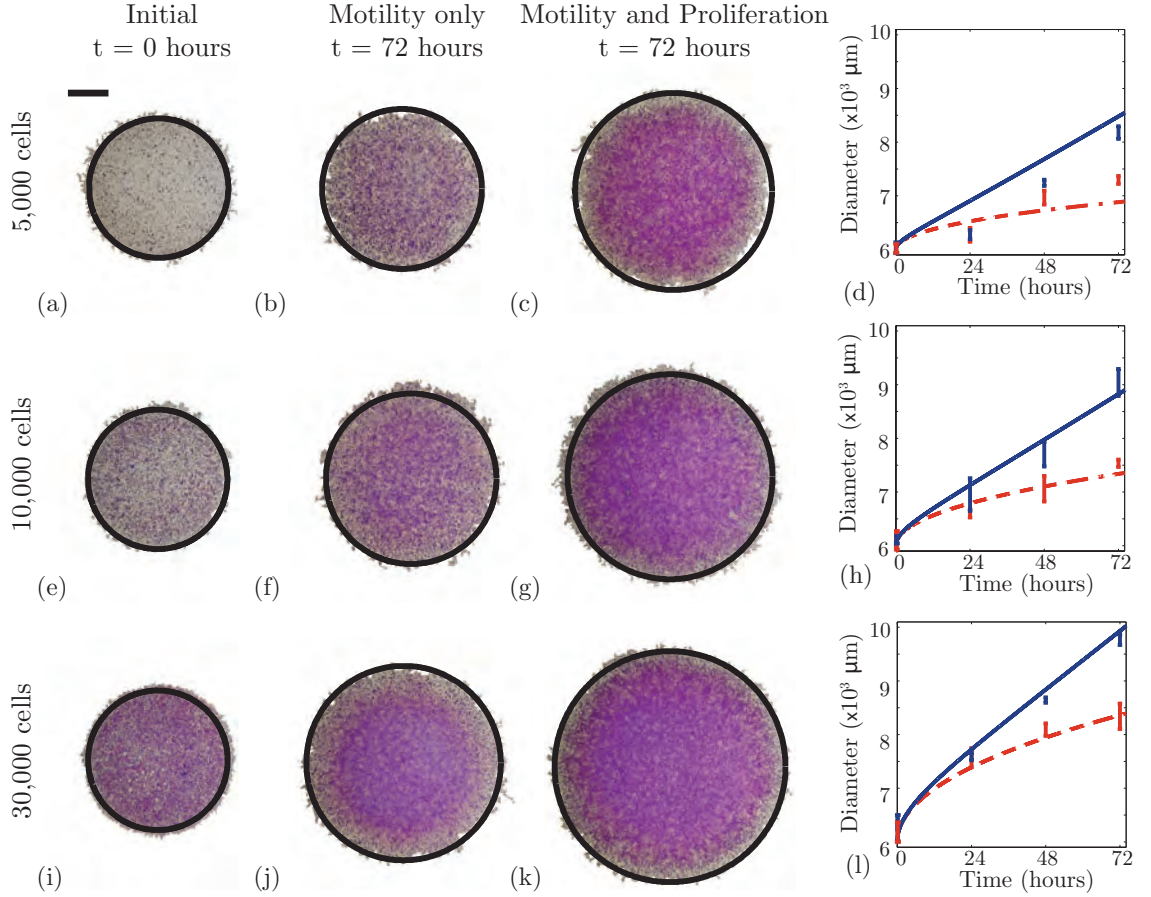 Initial
t = 0 hours
Motility only
t = 72 hours
Motility and Proliferation
t = 72 hours
5,000 cells
(a)
(b)
(c)
10
9
8
7
6
Diameter (x10³ µm)
0 24 48 72
Time (hours)
(d)
10,000 cells
(e)
(f)
(g)
10
9
8
7
6
Diameter (x10³ µm)
0 24 48 72
Time (hours)
(h)
30,000 cells
(i)
(j)
(k)
10
9
8
7
6
Diameter (x10³ µm)
0 24 48 72
Time (hours)
(l)